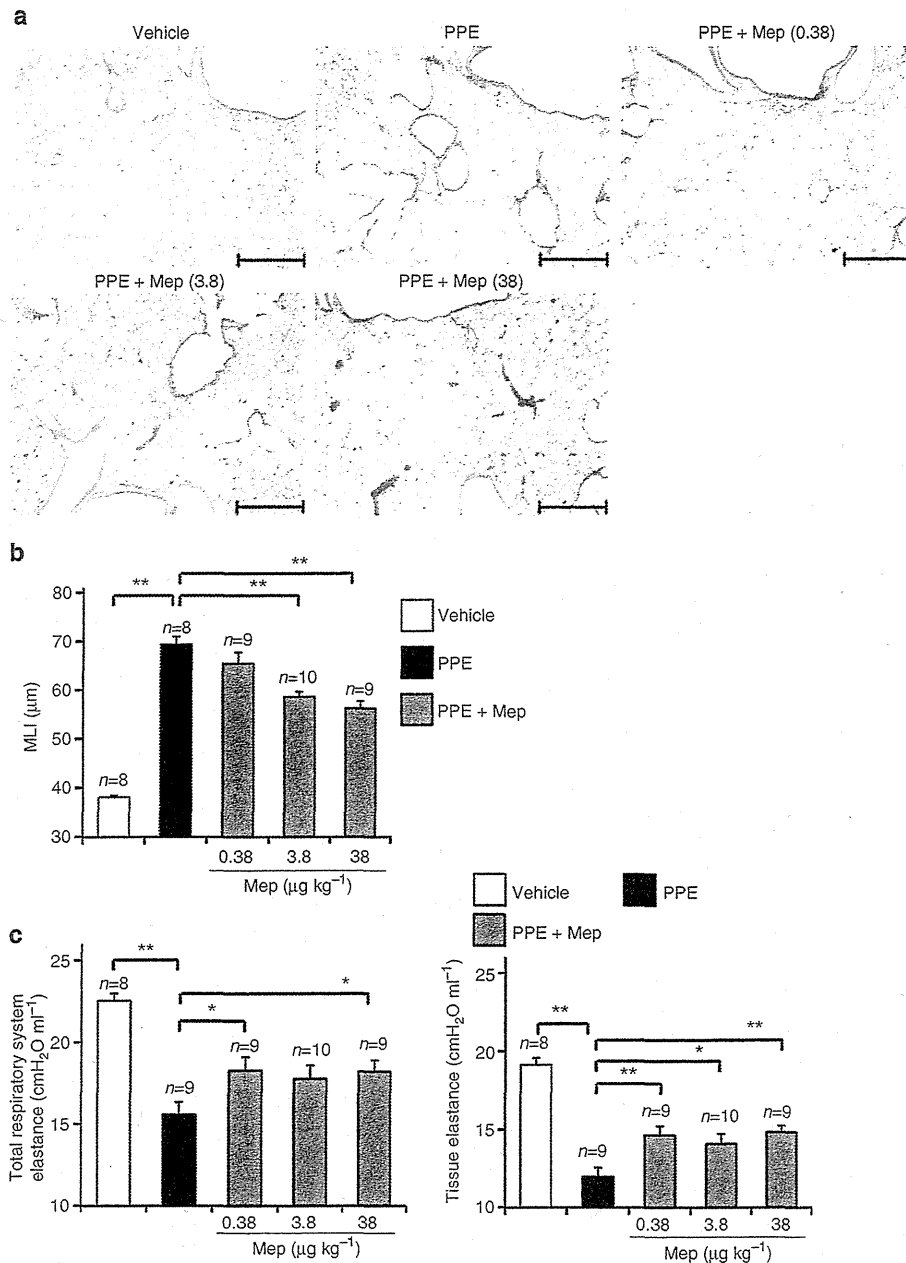 a
Vehicle
PPE
PPE + Mep (0.38)
PPE + Mep (3.8)
PPE + Mep (38)
b
**
**
**
80
70
60
50
40
30
MLI (μm)
n=8
n=8
n=9
n=10
n=9
0.38
3.8
38
Mep (μg kg⁻¹)
Vehicle
PPE
PPE + Mep
Vehicle
PPE
PPE + Mep
c
25
20
15
10
Total respiratory system
elastance (cmH₂O ml⁻¹)
**
*
*
n=8
n=9
n=9
n=10
n=9
0.38
3.8
38
Mep (μg kg⁻¹)
25
20
15
10
Tissue elastance (cmH₂O ml⁻¹)
**
**
*
**
n=8
n=9
n=9
n=10
n=9
0.38
3.8
38
Mep (μg kg⁻¹)